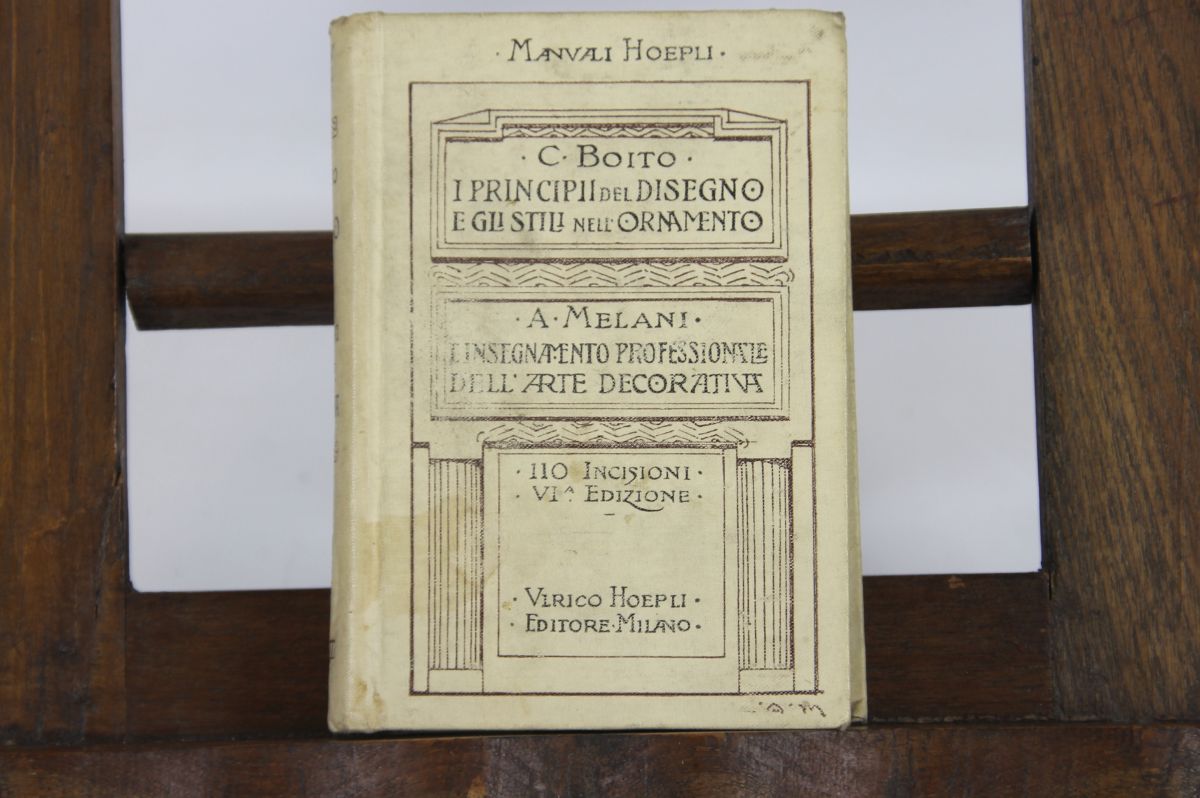 · MANVALI HOEPLI ·
· C · BOITO ·
I PRINCIPII DEL DISEGNO
E GLI STILI NELL' ORNAMENTO
· A · MELANI ·
L'INSEGNAMENTO PROFESSIONALE
DELL' ARTE DECORATIVA
· 110 INCISIONI ·
· VIA EDIZIONE ·
· VLRICO HOEPLI ·
· EDITORE · MILANO ·